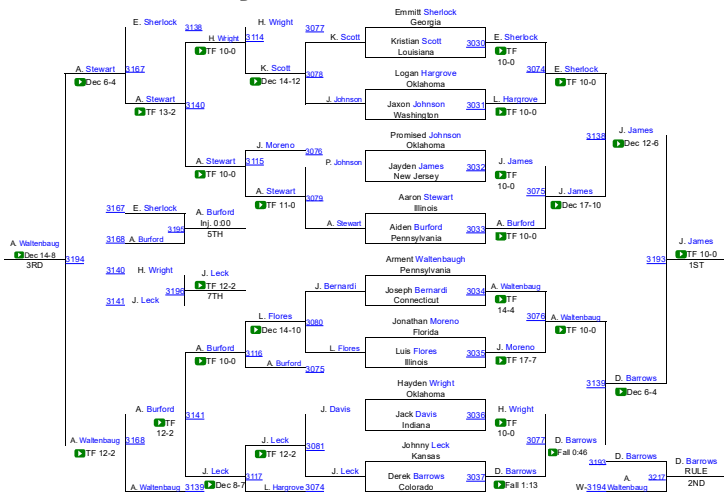 Emmitt Sherlock
Georgia
E. Sherlock
3138
H. Wright
3077
K. Scott
Kristian Scott
3030
Louisiana
E. Sherlock
TF
10-0
H. Wright
3114
TF 10-0
K. Scott
3078
Dec 14-12
Logan Hargrove
Oklahoma
3074
E. Sherlock
TF 10-0
A. Stewart
3167
Dec 6-4
J. Johnson
Jaxon Johnson
3031
Washington
L. Hargrove
TF 10-0
A. Stewart
3140
TF 13-2
Promised Johnson
Oklahoma
3138
J. James
Dec 12-6
J. Moreno
3076
P. Johnson
Jayden James
3032
New Jersey
J. James
TF
10-0
A. Stewart
3115
TF 10-0
A. Stewart
3079
TF 11-0
Aaron Stewart
Illinois
3075
J. James
Dec 17-10
3167
E. Sherlock
A. Burford
3195
Inj. 0:00
5TH
3168
A. Burford
A. Stewart
Aiden Burford
3033
Pennsylvania
A. Burford
TF 10-0
A. Waltenbaug
3194
Dec 14-8
3RD
3193
J. James
TF 10-0
1ST
Arment Waltenbaugh
Pennsylvania
3140
H. Wright
J. Leck
3196
TF 12-2
7TH
3141
J. Leck
J. Bernardi
Joseph Bernardi
3034
Connecticut
A. Waltenbaug
TF
14-4
L. Flores
3080
Dec 14-10
Jonathan Moreno
Florida
3076
A. Waltenbaug
TF 10-0
A. Burford
3116
TF 10-0
A. Burford
3075
L. Flores
Luis Flores
3035
Illinois
J. Moreno
TF 17-7
Hayden Wright
Oklahoma
3139
D. Barrows
Dec 6-4
A. Burford
3141
TF
12-2
J. Davis
Jack Davis
3036
Indiana
H. Wright
TF
10-0
A. Waltenbaug
3168
TF 12-2
J. Leck
3081
TF 12-2
Johnny Leck
Kansas
3077
D. Barrows
Fall 0:46
J. Leck
3117
Dec 8-7
J. Leck
Derek Barrows
3037
Colorado
D. Barrows
Fall 1:13
A. Waltenbaug
3139
L. Hargrove
3074
3193
D. Barrows
3217
D. Barrows
RULE
2ND
W-3194
A.
Waltenbaug